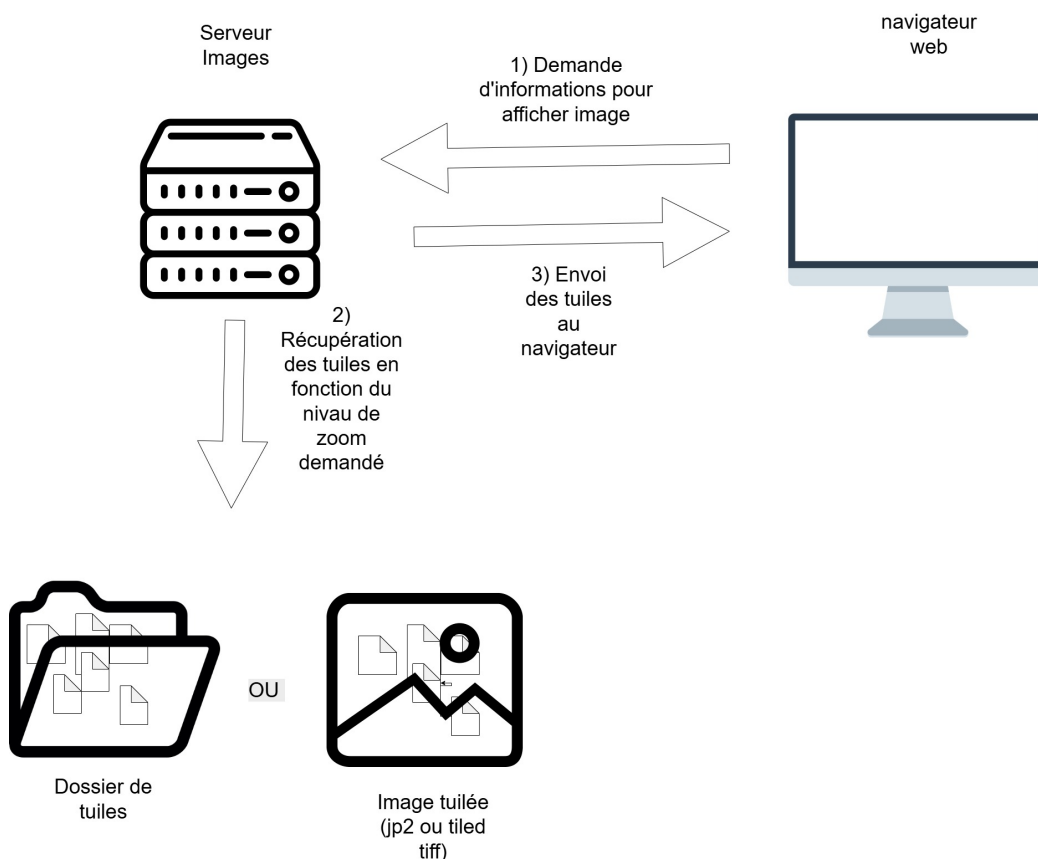 Serveur
Images
navigateur
web
1) Demande
d'informations pour
afficher image
3) Envoi
des tuiles
au
navigateur
2)
Récupération
des tuiles en
fonction du
nivau de
zoom
demandé
OU
Dossier de
tuiles
Image tuilée
(jp2 ou tiled
tiff)